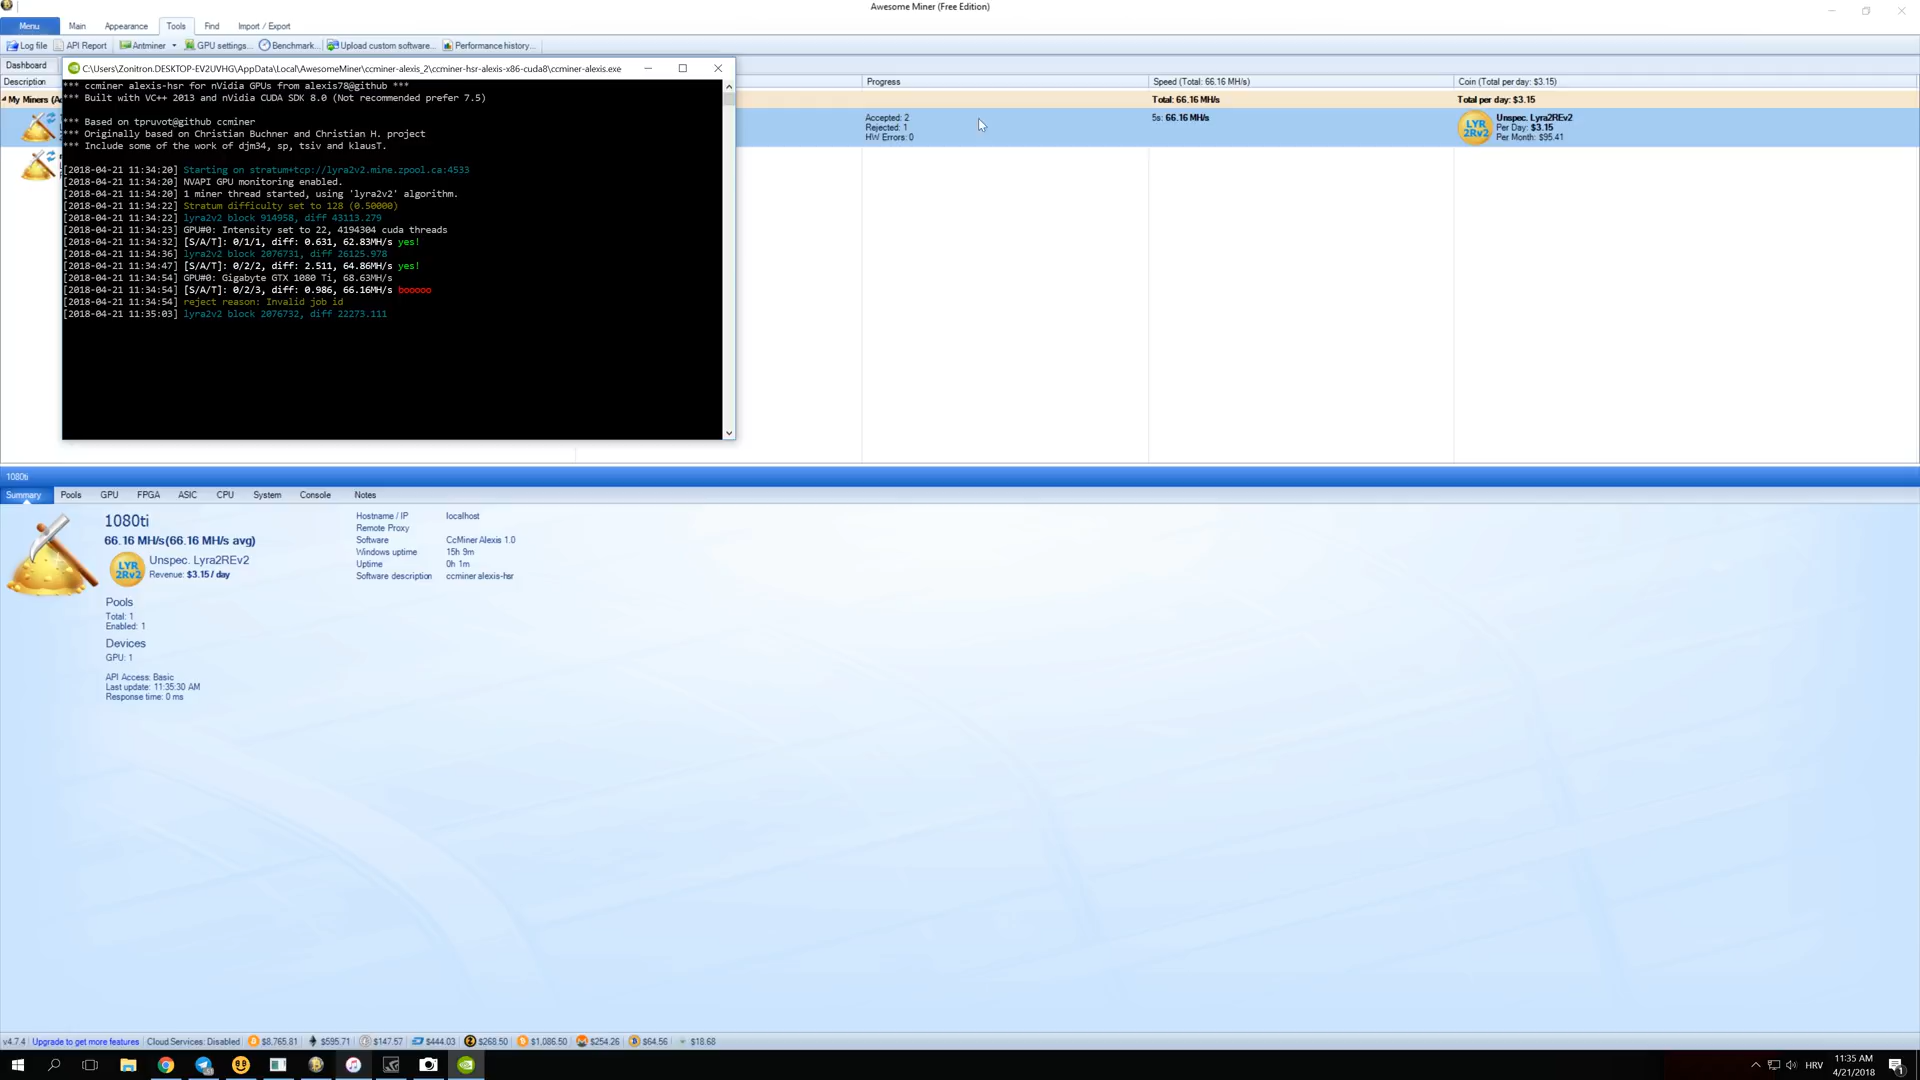 Awesome Miner (Free Edition)
Menu Main Appearance Tools Find Import / Export
Log file API Report Antminer GPU settings... Benchmark... Upload custom software... Performance history...
Dashboard
C:\Users\Zonitron.DESKTOP-EV2UVHG\AppData\Local\AwesomeMiner\ccminer-alexis_2\ccminer-hsr-alexis-x86-cuda8\ccminer-alexis.exe
Description Progress Speed (Total: 66.16 MH/s) Coin (Total per day: $3.15)
My Miners Total: 66.16 MH/s Total per day: $3.15
Accepted: 2
Rejected: 1
HW Errors: 0
5s: 66.16 MH/s
LYR
2Rv2
Unspec. Lyra2REv2
Per Day: $3.15
Per Month: $95.41
*** ccminer alexis-hsr for nVidia GPUs from alexis78@github ***
*** Built with VC++ 2013 and nVidia CUDA SDK 8.0 (Not recommended prefer 7.5)
*** Based on tpruvot@github ccminer
*** Originally based on Christian Buchner and Christian H. project
*** Include some of the work of djm34, sp, tsiv and klausT.
[2018-04-21 11:34:20] Starting on stratum+tcp://lyra2v2.mine.zpool.ca:4533
[2018-04-21 11:34:20] NVAPI GPU monitoring enabled.
[2018-04-21 11:34:20] 1 miner thread started, using 'lyra2v2' algorithm.
[2018-04-21 11:34:22] Stratum difficulty set to 128 (0.50000)
[2018-04-21 11:34:22] lyra2v2 block 914958, diff 43113.279
[2018-04-21 11:34:23] GPU#0: Intensity set to 22, 4194304 cuda threads
[2018-04-21 11:34:32] [S/A/T]: 0/1/1, diff: 0.631, 62.83MH/s yes!
[2018-04-21 11:34:36] lyra2v2 block 2076731, diff 26125.978
[2018-04-21 11:34:47] [S/A/T]: 0/2/2, diff: 2.511, 64.86MH/s yes!
[2018-04-21 11:34:54] GPU#0: Gigabyte GTX 1080 Ti, 68.63MH/s
[2018-04-21 11:34:54] [S/A/T]: 0/2/3, diff: 0.986, 66.16MH/s booooo
[2018-04-21 11:34:54] reject reason: Invalid job id
[2018-04-21 11:35:03] lyra2v2 block 2076732, diff 22273.111
1080ti
Summary Pools GPU FPGA ASIC CPU System Console Notes
1080ti
66.16 MH/s(66.16 MH/s avg)
LYR
2Rv2
Unspec. Lyra2REv2
Revenue: $3.15 / day
Pools
Total: 1
Enabled: 1
Devices
GPU: 1
API Access: Basic
Last update: 11:35:30 AM
Response time: 0 ms
Hostname / IP localhost
Remote Proxy
Software CcMiner Alexis 1.0
Windows uptime 15h 9m
Uptime 0h 1m
Software description ccminer alexis-hsr
v4.7.4 Upgrade to get more features Cloud Services: Disabled $8,765.81 $595.71 $147.57 $444.03 $268.50 $1,086.50 $254.26 $64.56 $18.68
HRV
11:35 AM
4/21/2018